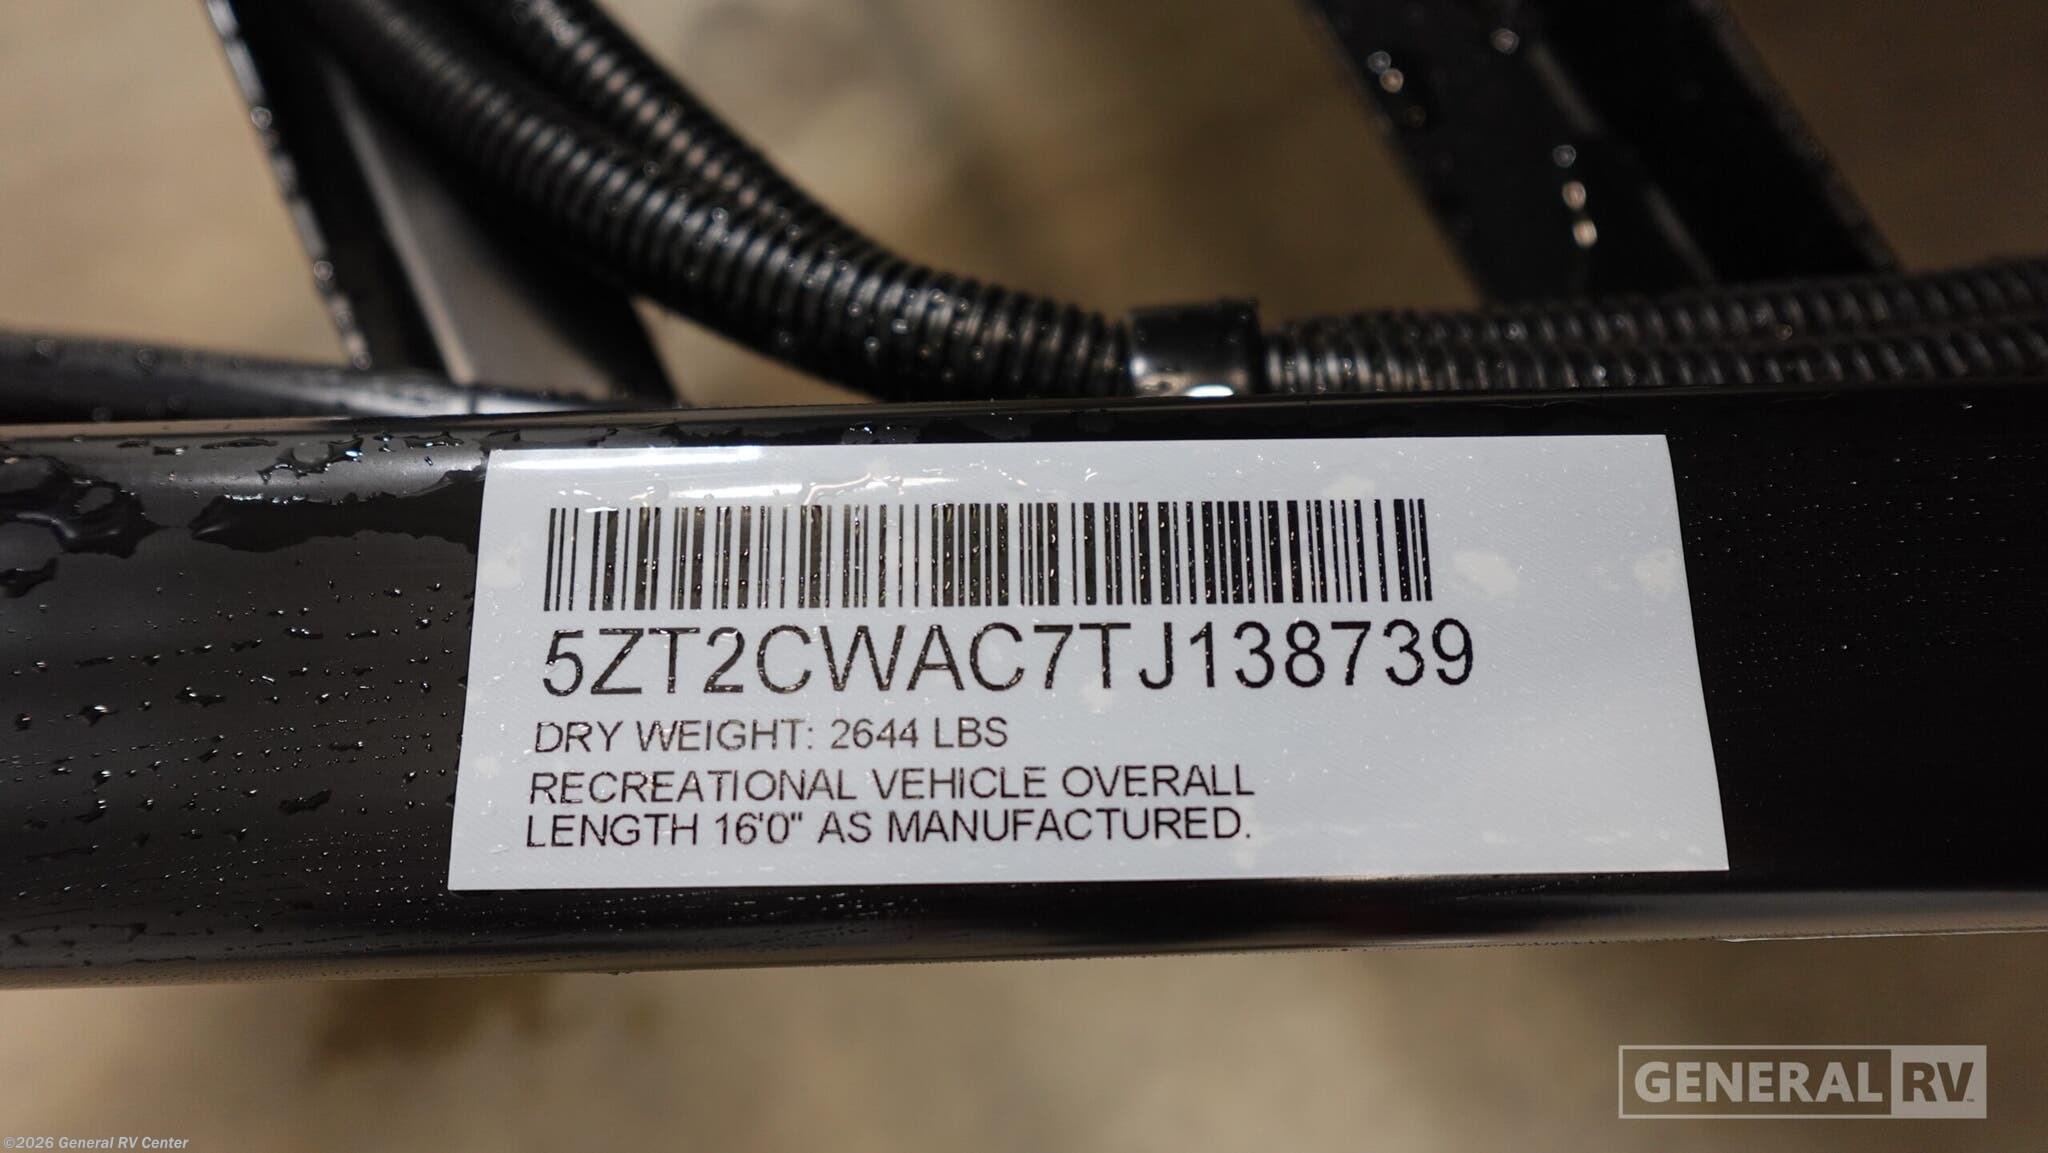 5ZT2CWAC7TJ138739
DRY WEIGHT: 2644 LBS
RECREATIONAL VEHICLE OVERALL
LENGTH 16'0" AS MANUFACTURED.
GENERAL RV
©2026 General RV Center